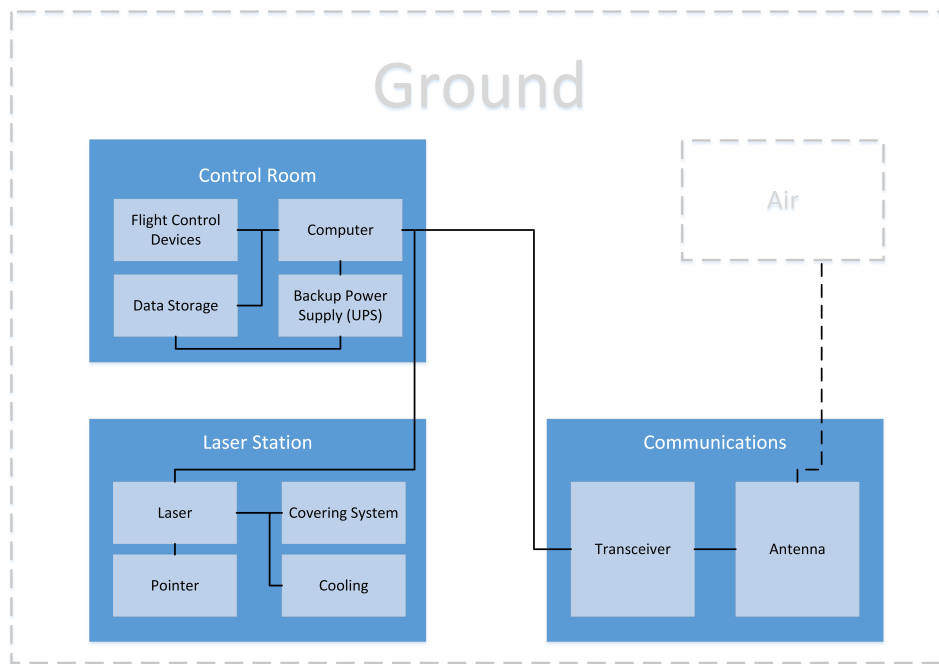 Ground
Control Room
Flight Control
Devices
Computer
Data Storage
Backup Power
Supply (UPS)
Air
Laser Station
Laser
Covering System
Pointer
Cooling
Communications
Transceiver
Antenna